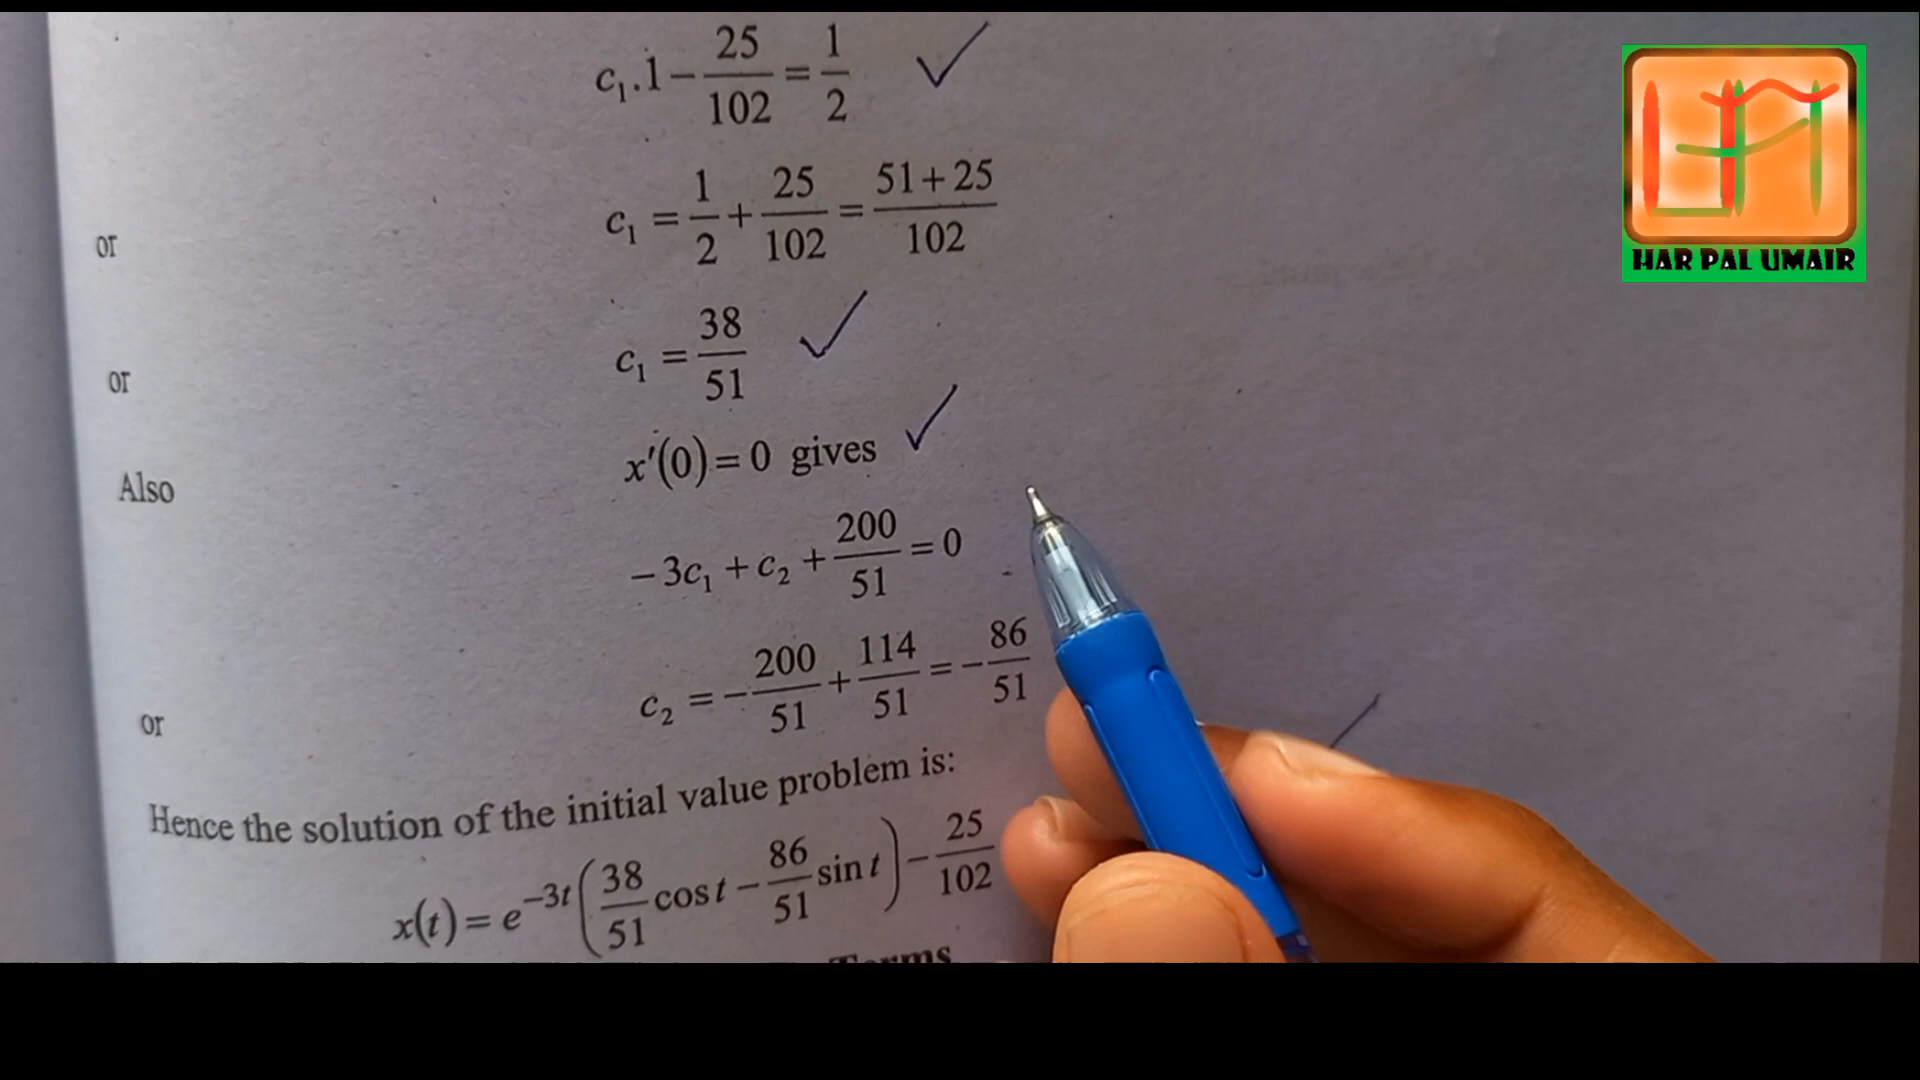 c₁.1 − 25/102 = 1/2
or c₁ = 1/2 + 25/102 = 51+25/102
or c₁ = 38/51
Also x′(0) = 0 gives
−3c₁ + c₂ + 200/51 = 0
or c₂ = −200/51 + 114/51 = −86/51
Hence the solution of the initial value problem is:
x(t) = e⁻³ᵗ(38/51 cos t − 86/51 sin t) − 25/102
Terms
HAR PAL UMAIR